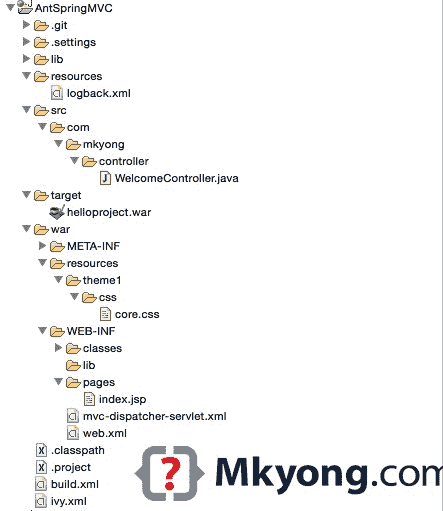 AntSpringMVC
.git
.settings
lib
resources
logback.xml
src
com
mkyong
controller
WelcomeController.java
target
helloproject.war
war
META-INF
resources
theme1
css
core.css
WEB-INF
classes
lib
pages
index.jsp
mvc-dispatcher-servlet.xml
web.xml
.classpath
.project
build.xml
ivy.xml
{?} Mkyong.com